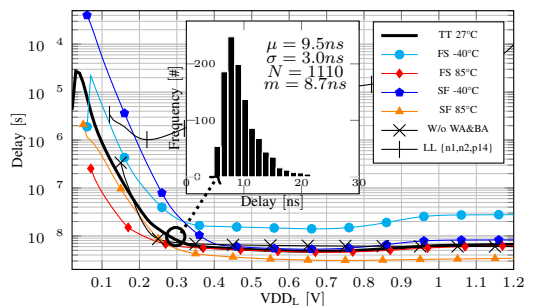 Delay [s]
10 4
10 5
10 6
10 7
10 8
0.1 0.2 0.3 0.4 0.5 0.6 0.7 0.8 0.9 1 1.1 1.2
VDDL [V]
Frequency [#]
200
100
0
0 10 20 30
Delay [ns]
μ = 9.5ns
σ = 3.0ns
N = 1110
m = 8.7ns
TT 27°C
FS -40°C
FS 85°C
SF -40°C
SF 85°C
W/o WA&BA
LL {n1,n2,p14}